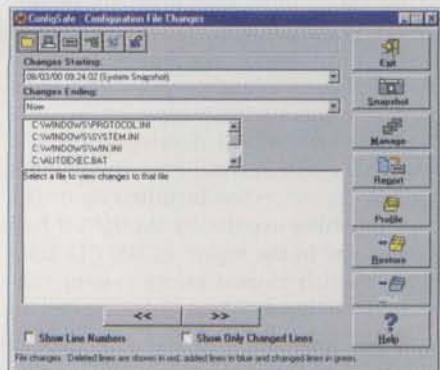 ConfigSafe : Configuration File Changes
Changes Starting:
08/03/00 09:24:02 (System Snapshot)
Changes Ending:
Now
C:\WINDOWS\PROTOCOL.INI
C:\WINDOWS\SYSTEM.INI
C:\WINDOWS\WIN.INI
C:\AUTOEXEC.BAT
Select a file to view changes to that file
<< >>
Show Line Numbers
Show Only Changed Lines
File changes. Deleted lines are shown in red, added lines in blue and changed lines in green.
Exit
Snapshot
Manage
Report
Profile
Restore
Help